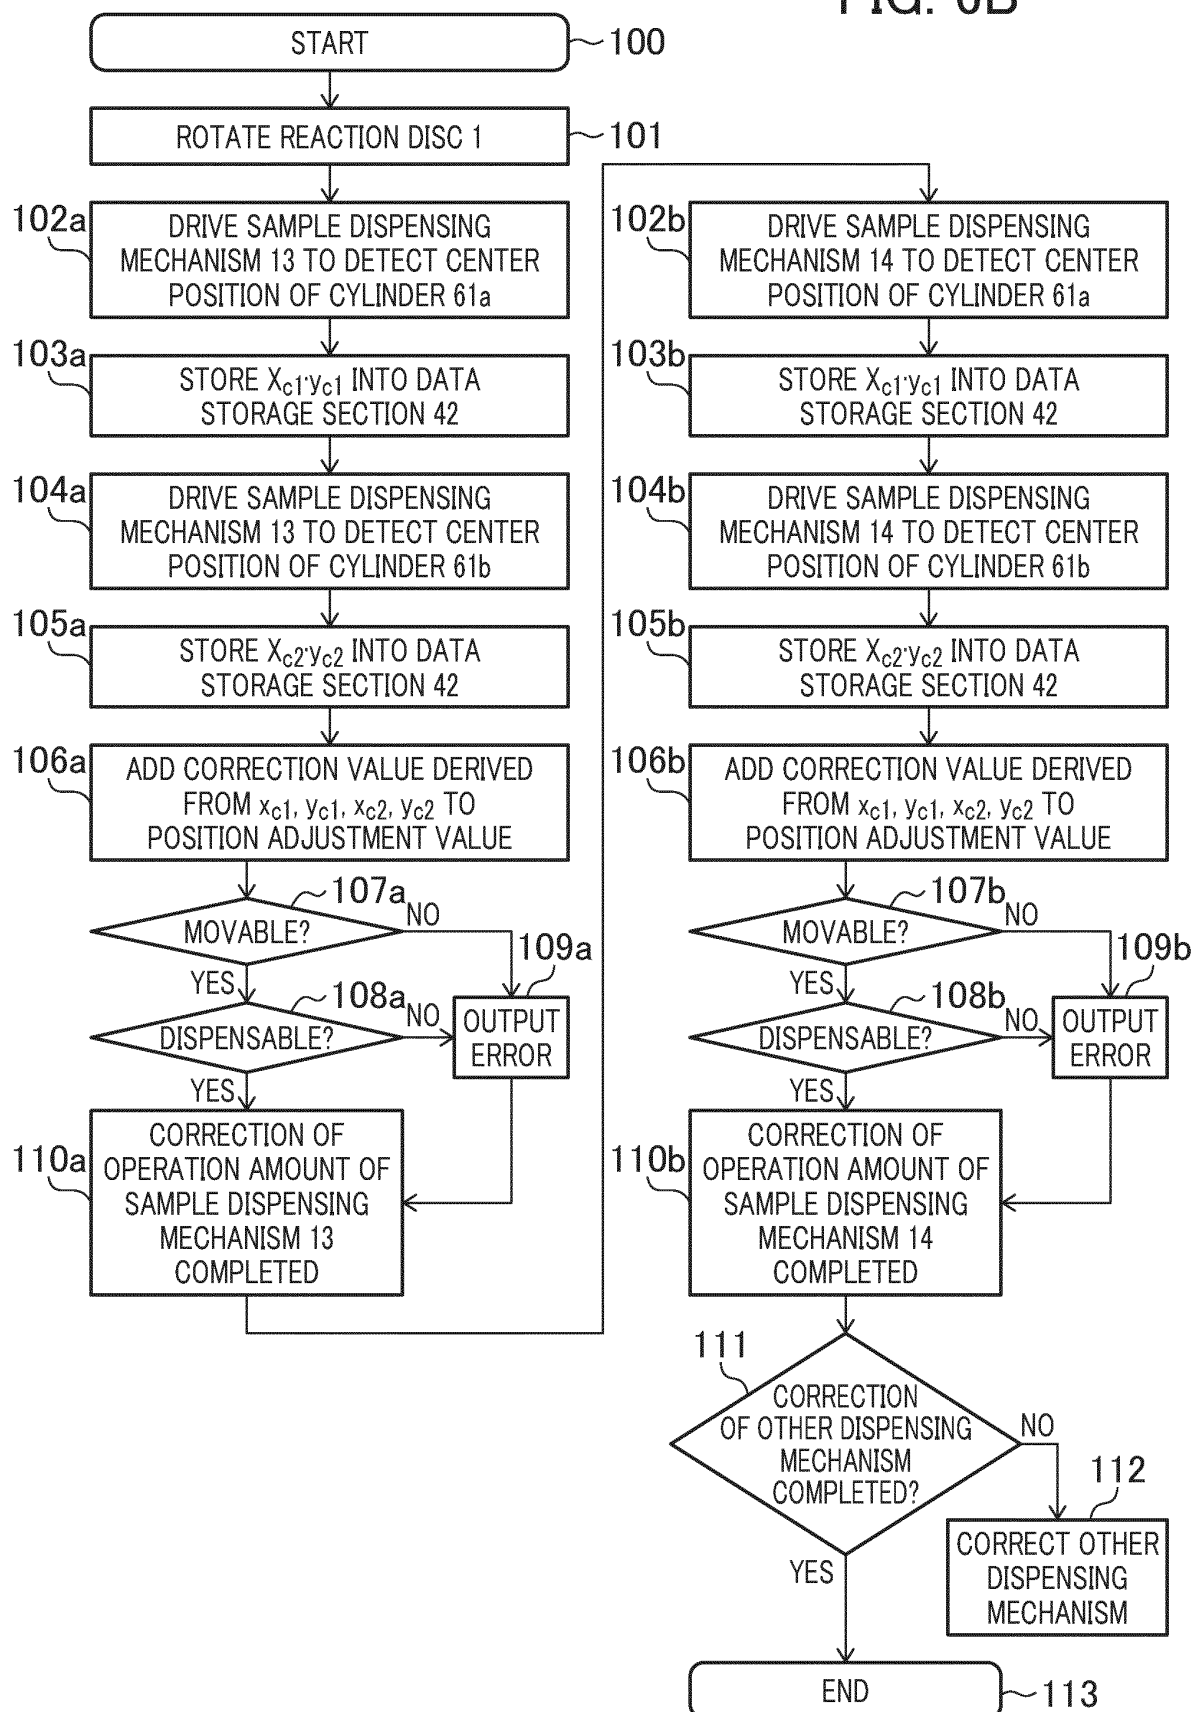 FIG. 6B
START
100
ROTATE REACTION DISC 1
101
102a
DRIVE SAMPLE DISPENSING
MECHANISM 13 TO DETECT CENTER
POSITION OF CYLINDER 61a
103a
STORE Xc1·yc1 INTO DATA
STORAGE SECTION 42
104a
DRIVE SAMPLE DISPENSING
MECHANISM 13 TO DETECT CENTER
POSITION OF CYLINDER 61b
105a
STORE Xc2·yc2 INTO DATA
STORAGE SECTION 42
106a
ADD CORRECTION VALUE DERIVED
FROM xc1, yc1, xc2, yc2 TO
POSITION ADJUSTMENT VALUE
107a
MOVABLE?
NO
YES
109a
108a
DISPENSABLE?
NO
OUTPUT
ERROR
YES
110a
CORRECTION OF
OPERATION AMOUNT OF
SAMPLE DISPENSING
MECHANISM 13
COMPLETED
102b
DRIVE SAMPLE DISPENSING
MECHANISM 14 TO DETECT CENTER
POSITION OF CYLINDER 61a
103b
STORE Xc1·yc1 INTO DATA
STORAGE SECTION 42
104b
DRIVE SAMPLE DISPENSING
MECHANISM 14 TO DETECT CENTER
POSITION OF CYLINDER 61b
105b
STORE Xc2·yc2 INTO DATA
STORAGE SECTION 42
106b
ADD CORRECTION VALUE DERIVED
FROM xc1, yc1, xc2, yc2 TO
POSITION ADJUSTMENT VALUE
107b
MOVABLE?
NO
YES
109b
108b
DISPENSABLE?
NO
OUTPUT
ERROR
YES
110b
CORRECTION OF
OPERATION AMOUNT OF
SAMPLE DISPENSING
MECHANISM 14
COMPLETED
111
CORRECTION
OF OTHER DISPENSING
MECHANISM
COMPLETED?
NO
112
CORRECT OTHER
DISPENSING
MECHANISM
YES
END
113